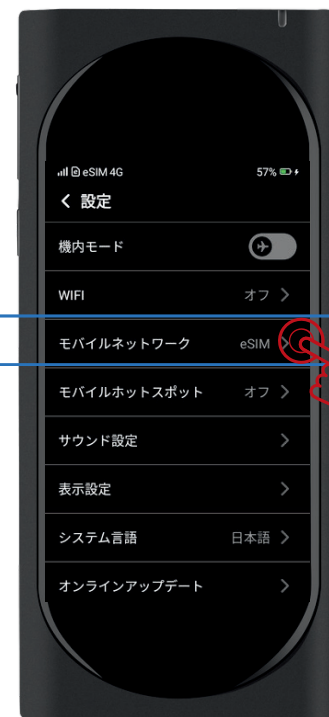 eSIM 4G 57%
設定
機内モード
WIFI オフ
モバイルネットワーク eSIM
モバイルホットスポット オフ
サウンド設定
表示設定
システム言語 日本語
オンラインアップデート